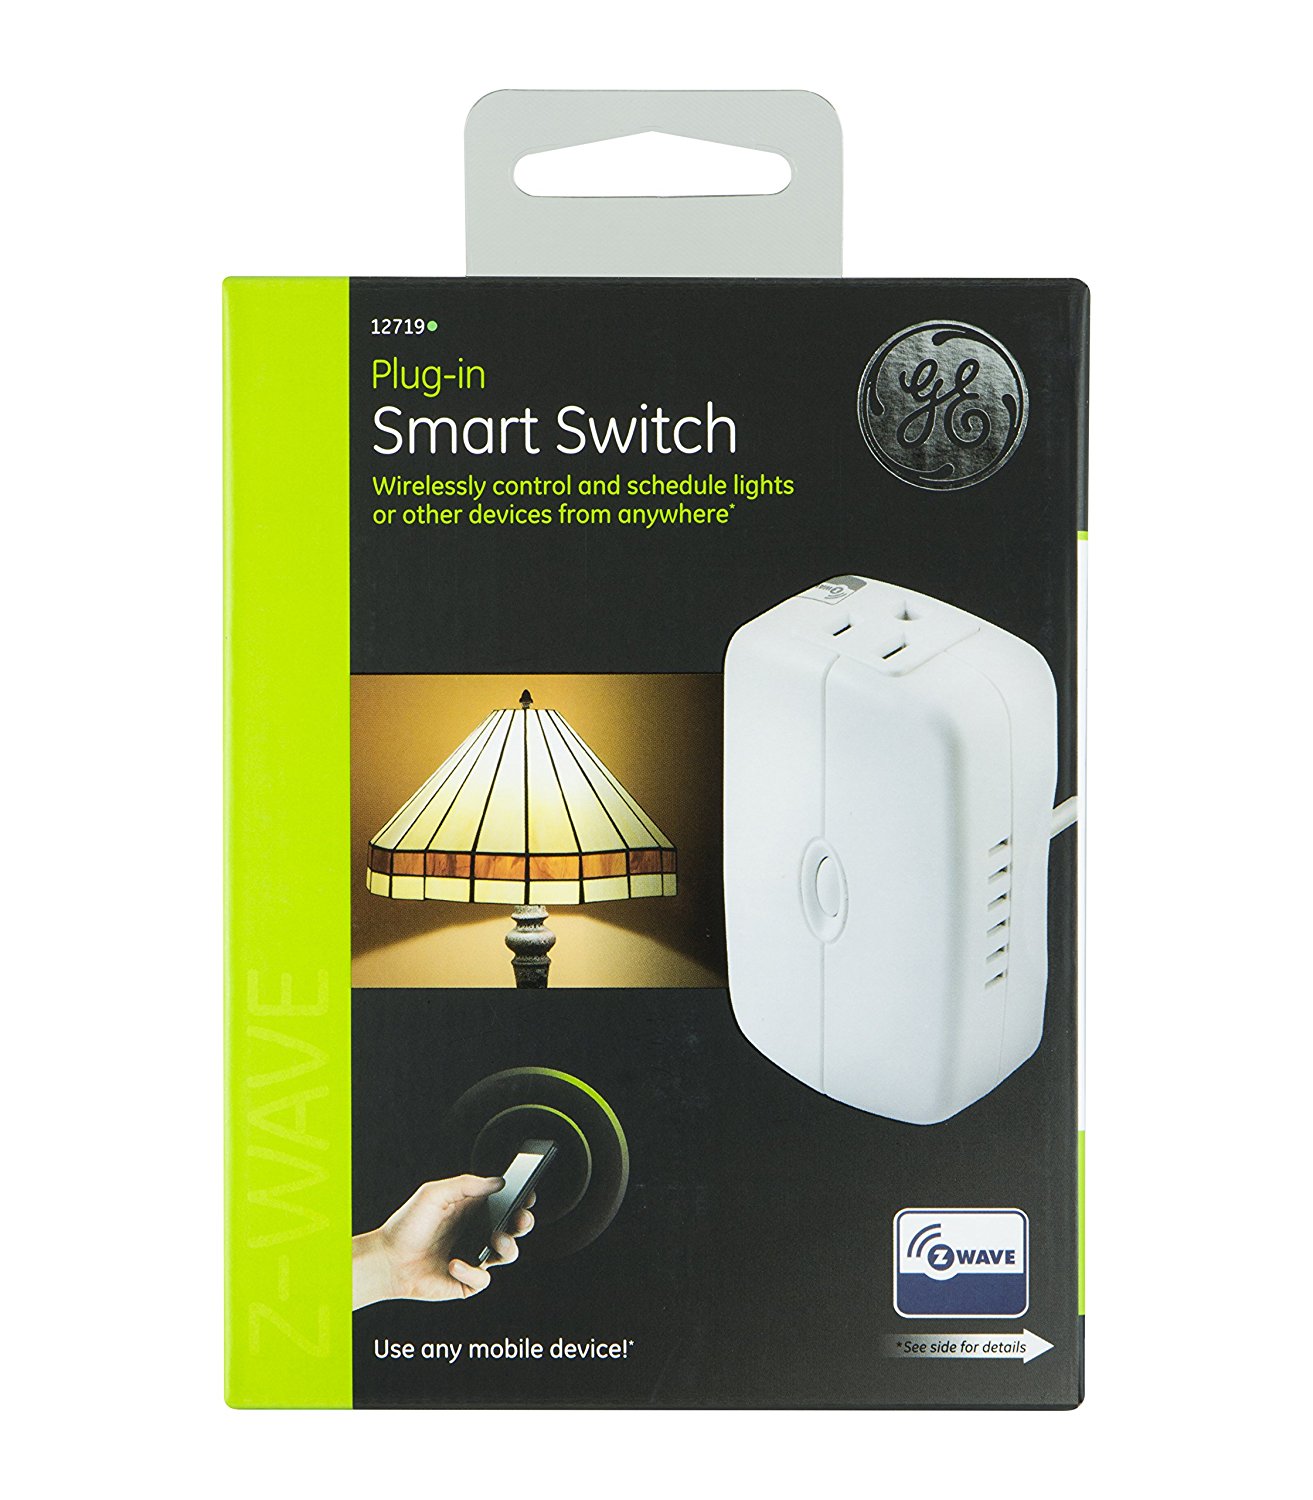 12719
Plug-in
Smart Switch
Wirelessly control and schedule lights
or other devices from anywhere*
GE
Z-WAVE
Z WAVE
Use any mobile device!*
*See side for details